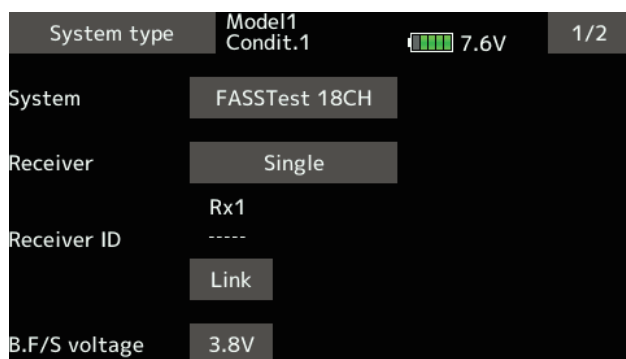 System type
Model1
Condit.1
7.6V
1/2
System
FASSTest 18CH
Receiver
Single
Rx1
Receiver ID
-----
Link
B.F/S voltage
3.8V